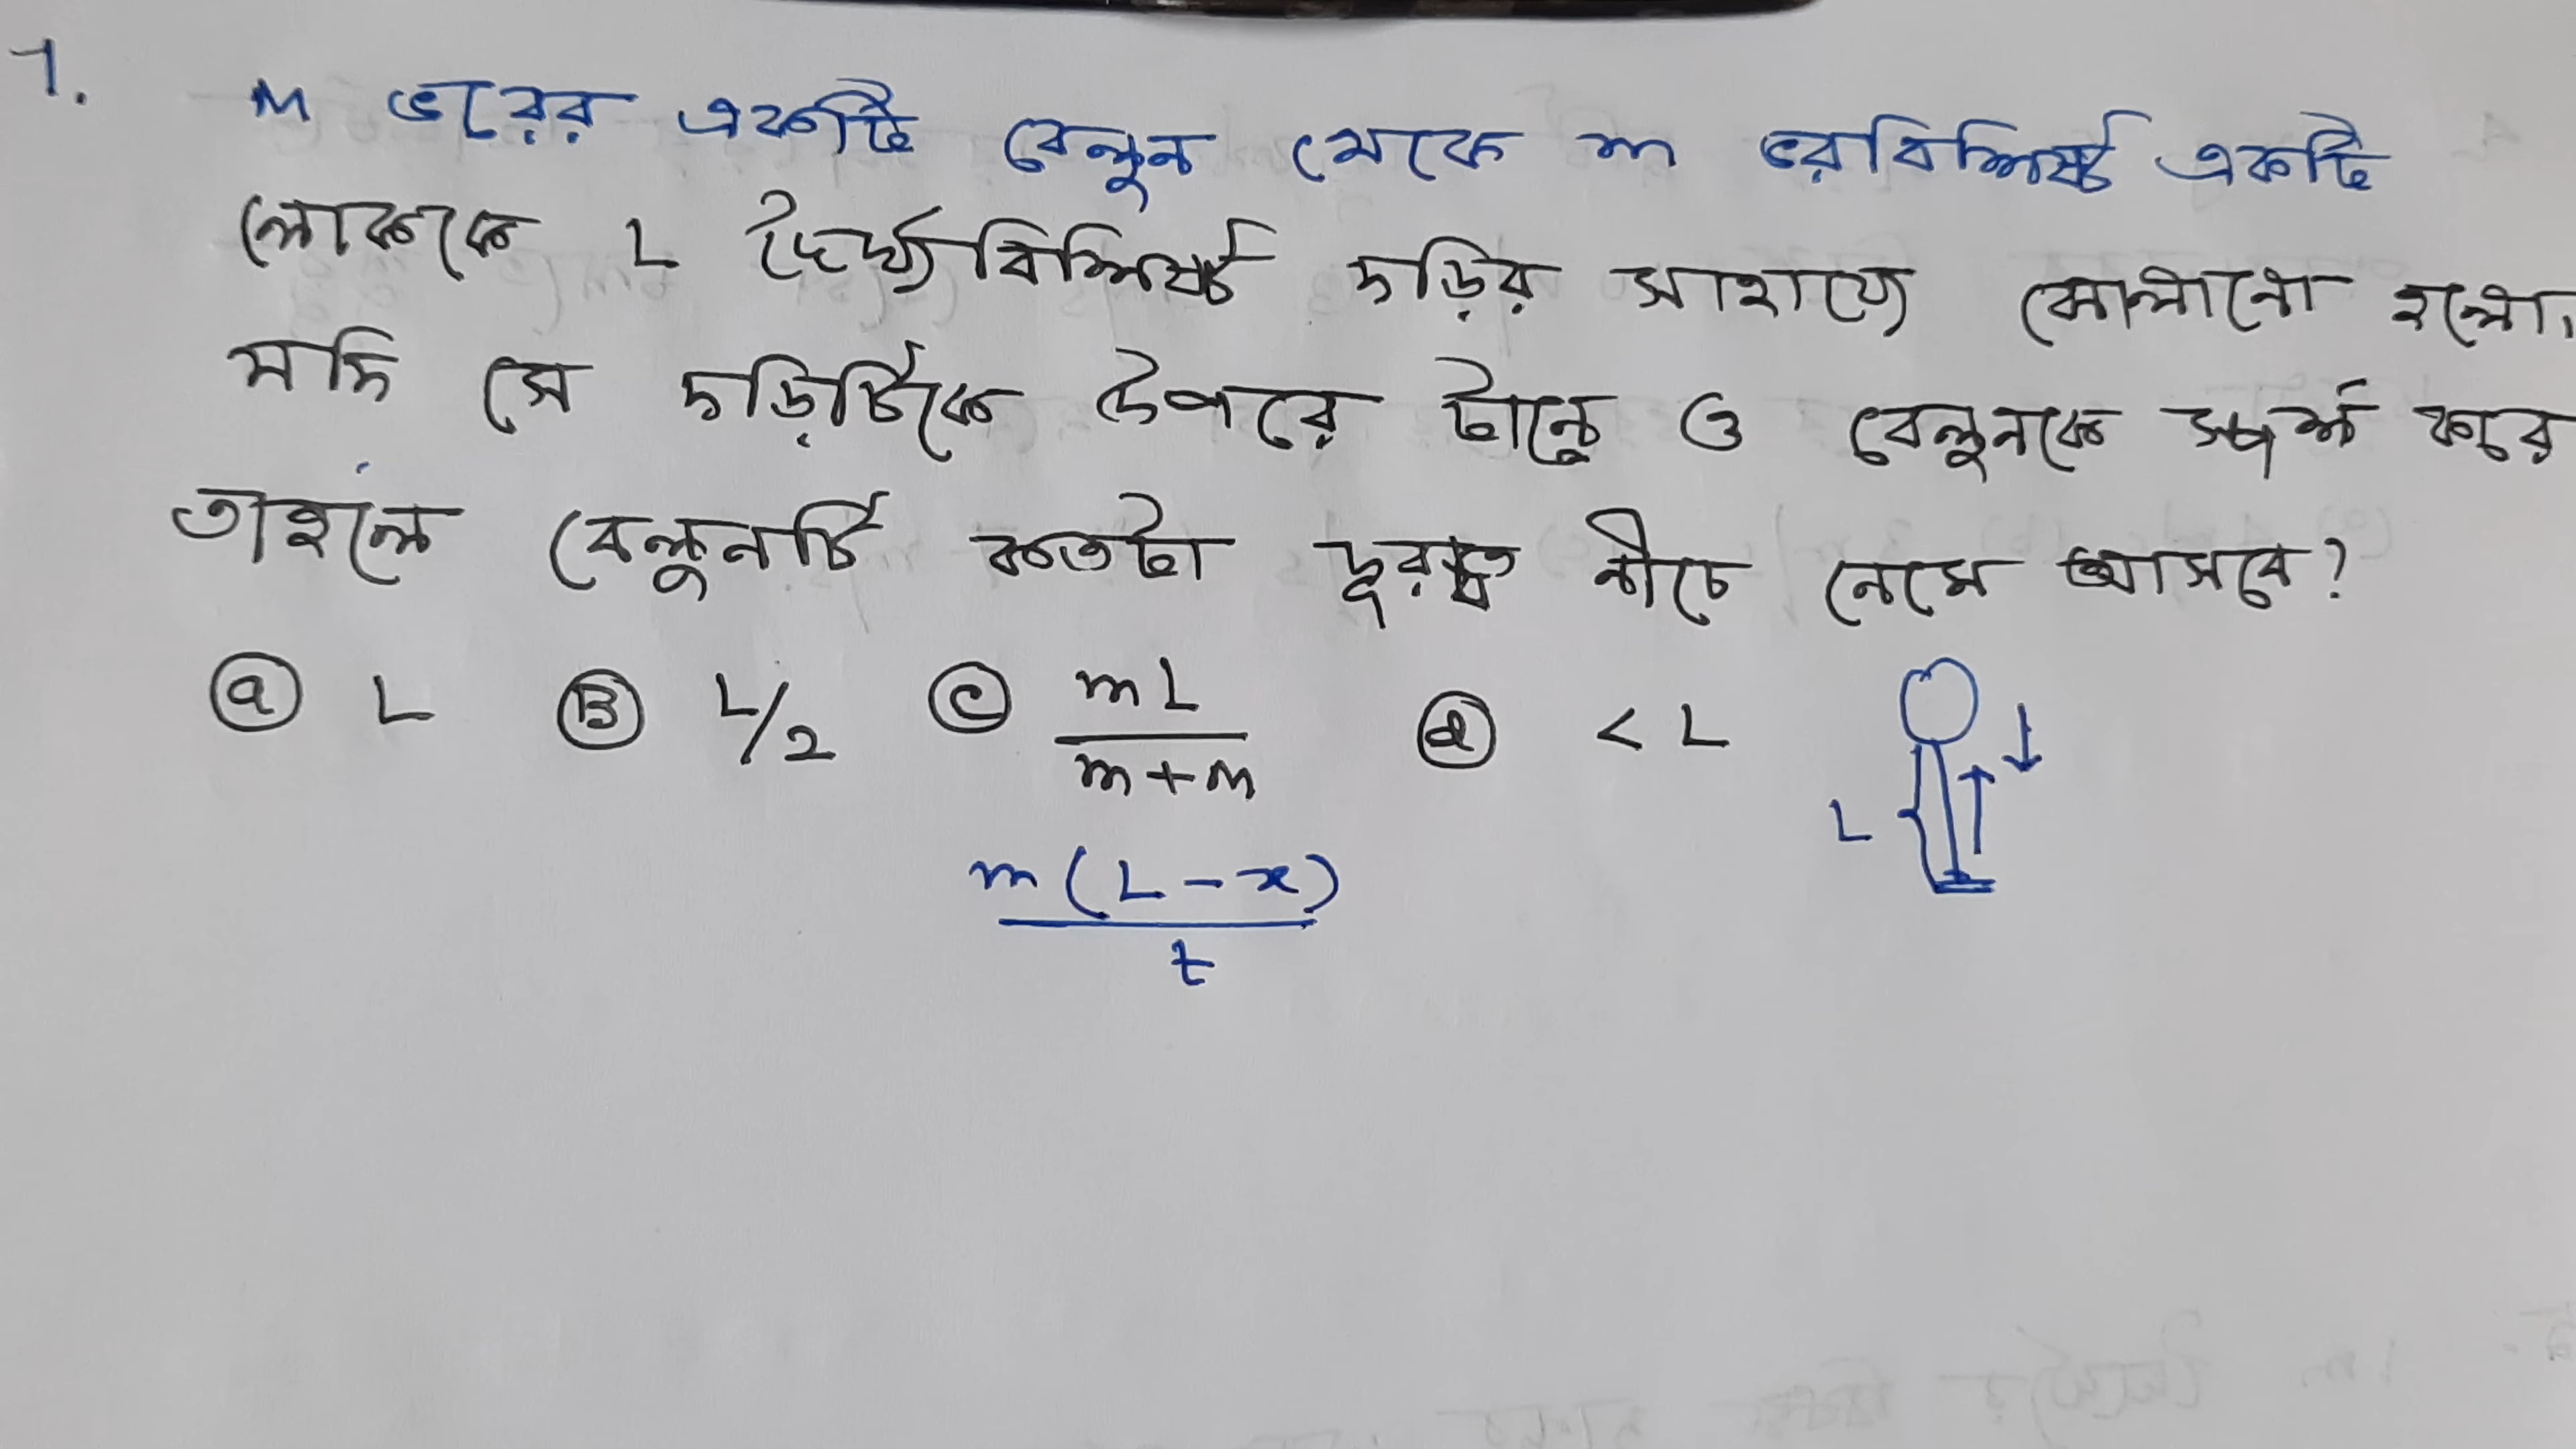 1. M ভরের একটি বেলুন থেকে m ভরবিশিষ্ট একটি
লোককে L দৈর্ঘ্যবিশিষ্ট দড়ির সাহায্যে ঝোলানো হলো।
যদি সে দড়িটিকে উপরে টানে ও বেলুনকে স্পর্শ করে
তাহলে বেলুনটি কতটা দূরত্ব নীচে নেমে আসবে?
(a) L (B) L/2 (c) mL/(m+M) (d) < L
L
m(L-x)/t